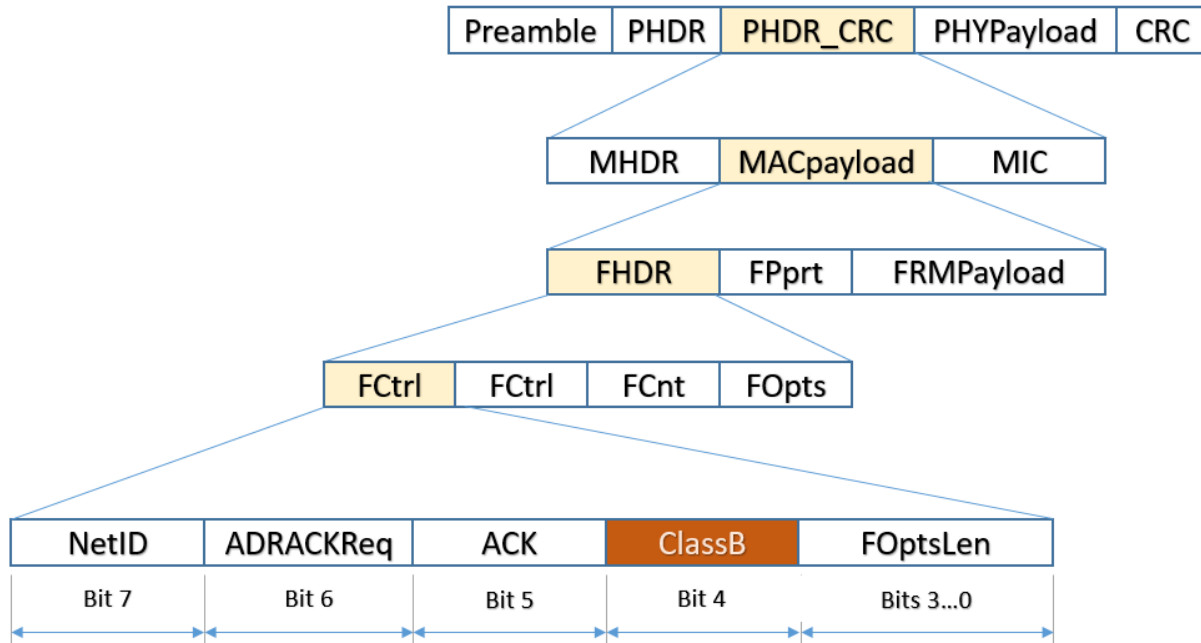 Preamble PHDR PHDR_CRC PHYPayload CRC
MHDR MACpayload MIC
FHDR FPprt FRMPayload
FCtrl FCtrl FCnt FOpts
NetID ADRACKReq ACK ClassB FOptsLen
Bit 7 Bit 6 Bit 5 Bit 4 Bits 3...0